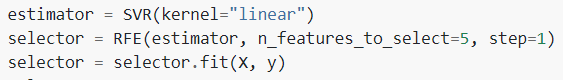 estimator = SVR(kernel="linear")
selector = RFE(estimator, n_features_to_select=5, step=1)
selector = selector.fit(X, y)